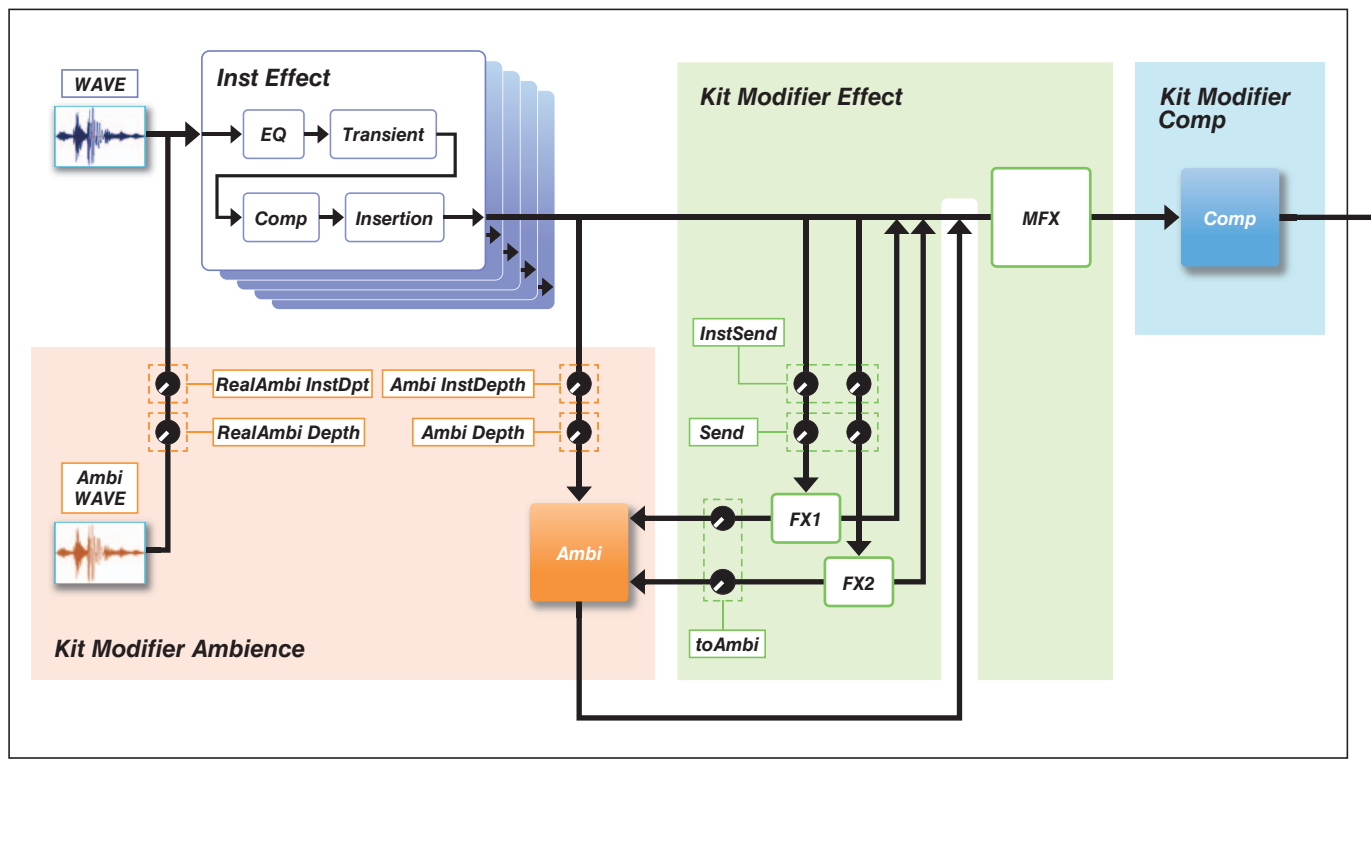 WAVE
Inst Effect
EQ
Transient
Comp
Insertion
Kit Modifier Effect
MFX
Kit Modifier
Comp
Comp
InstSend
Send
RealAmbi InstDpt
Ambi InstDepth
RealAmbi Depth
Ambi Depth
Ambi
WAVE
Ambi
FX1
FX2
toAmbi
Kit Modifier Ambience